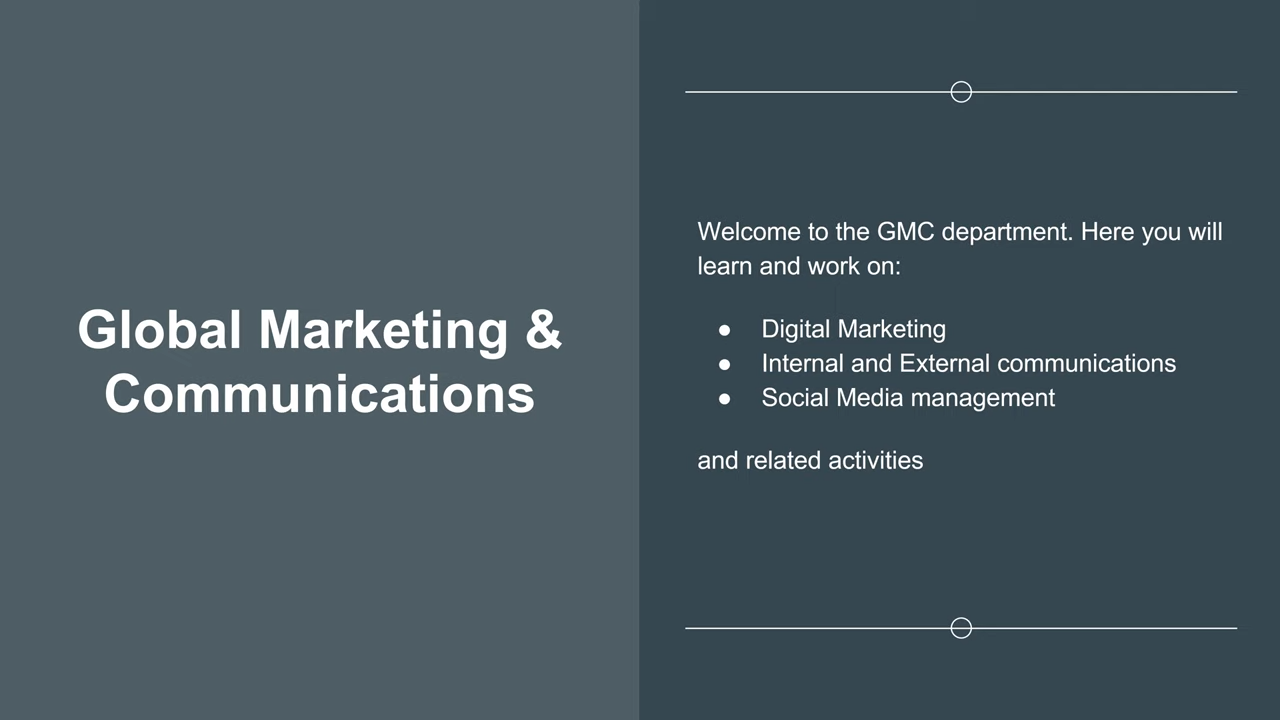 Global Marketing &
Communications
Welcome to the GMC department. Here you will
learn and work on:
● Digital Marketing
● Internal and External communications
● Social Media management
and related activities